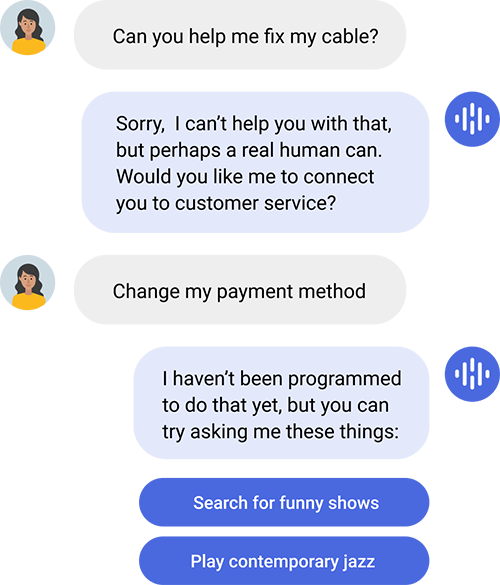 Can you help me fix my cable?
Sorry,  I can’t help you with that,
but perhaps a real human can.
Would you like me to connect
you to customer service?
Change my payment method
I haven’t been programmed
to do that yet, but you can
try asking me these things:
Search for funny shows
Play contemporary jazz